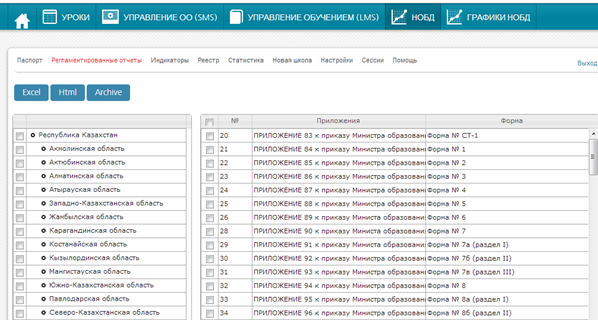 УРОКИ УПРАВЛЕНИЕ ОО (SMS) УПРАВЛЕНИЕ ОБУЧЕНИЕМ (LMS) НОБД ГРАФИКИ НОБД
Паспорт Регламентированные отчеты Индикаторы Реестр Статистика Новая школа Настройки Сессии Помощь Выход
Excel Html Archive
№ Приложения Форма
Республика Казахстан 20 ПРИЛОЖЕНИЕ 83 к приказу Министра образован Форма № СТ-1
Акмолинская область 21 ПРИЛОЖЕНИЕ 84 к приказу Министра образован Форма № 1
Актюбинская область 22 ПРИЛОЖЕНИЕ 85 к приказу Министра образован Форма № 2
Алматинская область 23 ПРИЛОЖЕНИЕ 86 к приказу Министра образован Форма № 3
Атырауская область 24 ПРИЛОЖЕНИЕ 87 к приказу Министра образован Форма № 4
Западно-Казахстанская область 25 ПРИЛОЖЕНИЕ 88 к приказу Министра образован Форма № 5
Жамбылская область 26 ПРИЛОЖЕНИЕ 89 к приказу Министра образован Форма № 6
Карагандинская область 28 ПРИЛОЖЕНИЕ 90 к приказу Министра образован Форма № 7
Костанайская область 29 ПРИЛОЖЕНИЕ 91 к приказу Министра образован Форма № 7а (раздел I)
Кызылординская область 30 ПРИЛОЖЕНИЕ 92 к приказу Министра образован Форма № 7б (раздел II)
Мангистауская область 31 ПРИЛОЖЕНИЕ 93 к приказу Министра образован Форма № 7в (раздел III)
Южно-Казахстанская область 32 ПРИЛОЖЕНИЕ 94 к приказу Министра образован Форма № 8
Павлодарская область 33 ПРИЛОЖЕНИЕ 95 к приказу Министра образован Форма № 8а (раздел I)
Северо-Казахстанская область 34 ПРИЛОЖЕНИЕ 96 к приказу Министра образован Форма № 8б (раздел II)